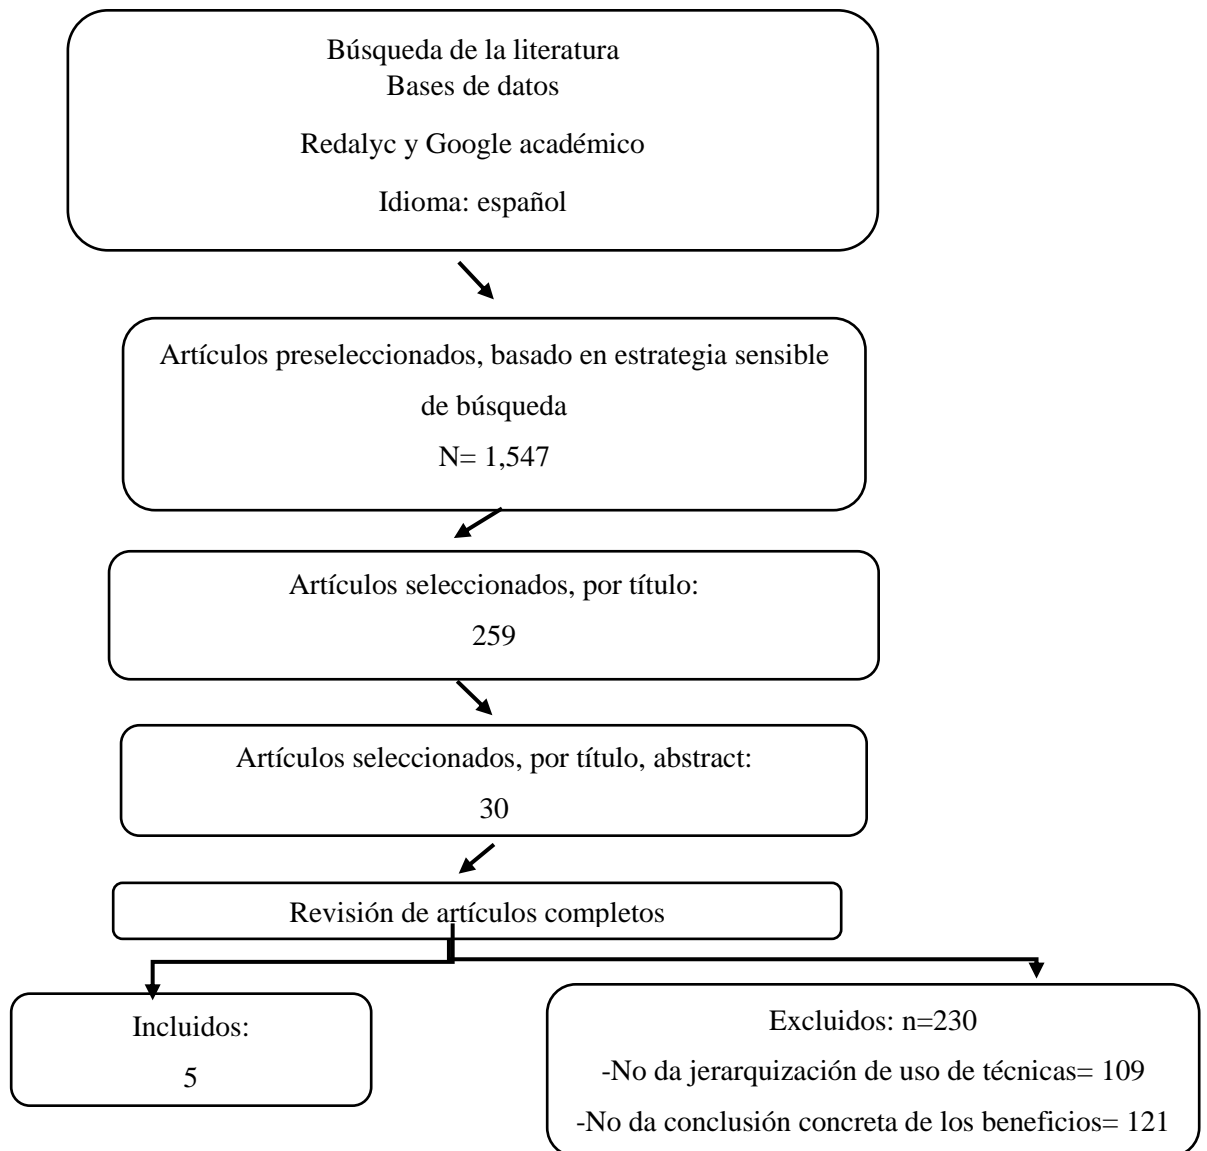 Búsqueda de la literatura
Bases de datos
Redalyc y Google académico
Idioma: español
Artículos preseleccionados, basado en estrategia sensible
de búsqueda
N= 1,547
Artículos seleccionados, por título:
259
Artículos seleccionados, por título, abstract:
30
Revisión de artículos completos
Incluidos:
5
Excluidos: n=230
-No da jerarquización de uso de técnicas= 109
-No da conclusión concreta de los beneficios= 121